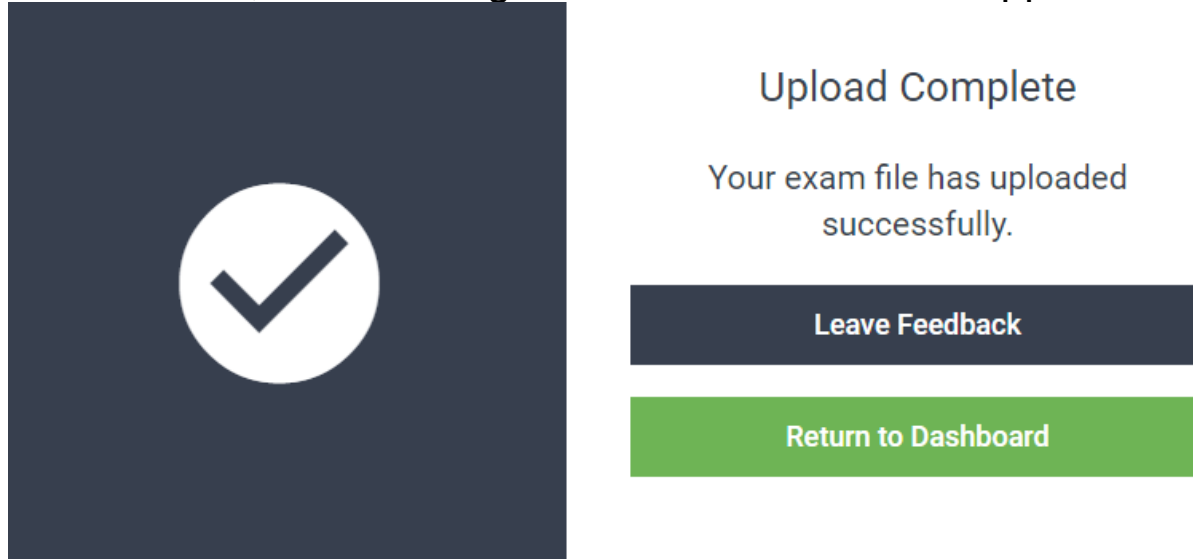 Upload Complete
Your exam file has uploaded
successfully.
Leave Feedback
Return to Dashboard